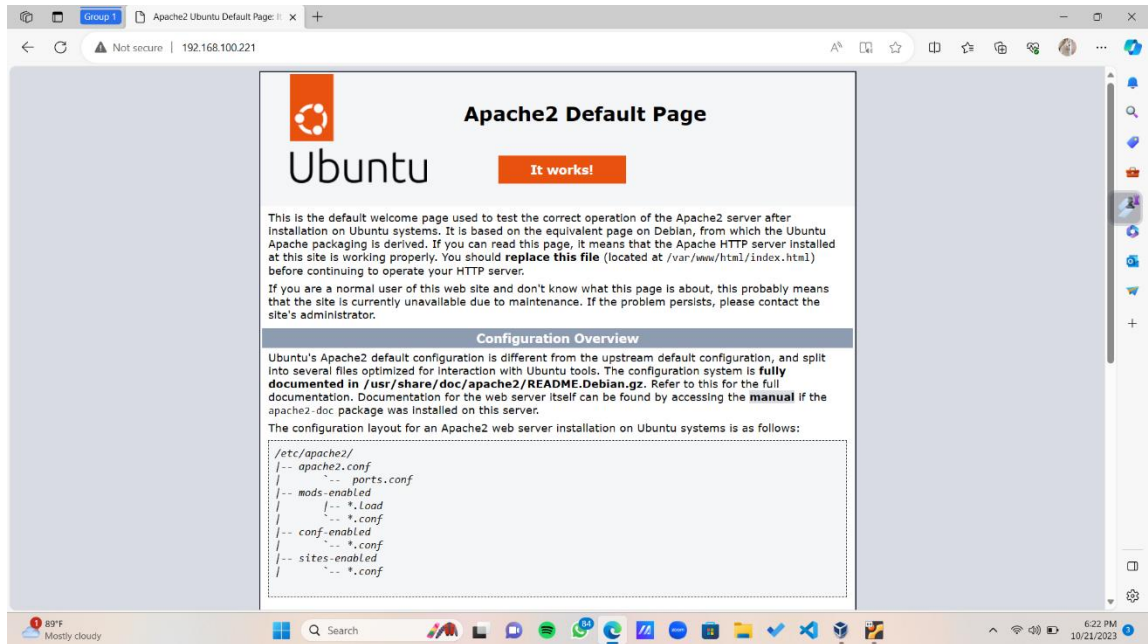 Group 1
Apache2 Ubuntu Default Page: It
Not secure | 192.168.100.221
Apache2 Default Page
Ubuntu
It works!
This is the default welcome page used to test the correct operation of the Apache2 server after
installation on Ubuntu systems. It is based on the equivalent page on Debian, from which the Ubuntu
Apache packaging is derived. If you can read this page, it means that the Apache HTTP server installed
at this site is working properly. You should replace this file (located at /var/www/html/index.html)
before continuing to operate your HTTP server.
If you are a normal user of this web site and don't know what this page is about, this probably means
that the site is currently unavailable due to maintenance. If the problem persists, please contact the
site's administrator.
Configuration Overview
Ubuntu's Apache2 default configuration is different from the upstream default configuration, and split
into several files optimized for interaction with Ubuntu tools. The configuration system is fully
documented in /usr/share/doc/apache2/README.Debian.gz. Refer to this for the full
documentation. Documentation for the web server itself can be found by accessing the manual if the
apache2-doc package was installed on this server.
The configuration layout for an Apache2 web server installation on Ubuntu systems is as follows:
/etc/apache2/
|-- apache2.conf
|       `--  ports.conf
|-- mods-enabled
|       |-- *.load
|       `-- *.conf
|-- conf-enabled
|       `-- *.conf
|-- sites-enabled
|       `-- *.conf
1
89°F
Mostly cloudy
Search
84
6:22 PM
10/21/2023
3